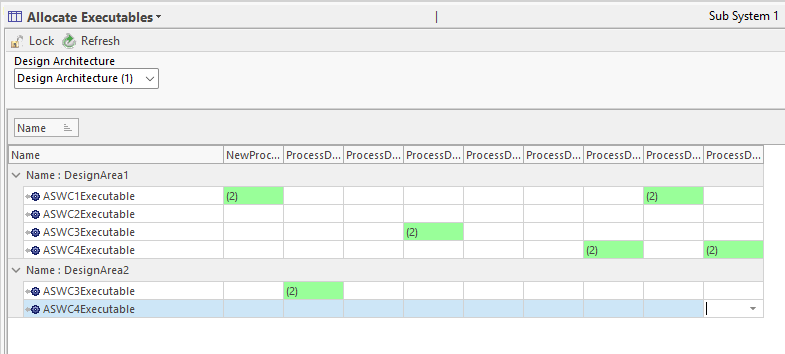 Allocate Executables
Sub System 1
Lock Refresh
Design Architecture
Design Architecture (1)
Name
Name NewProc... ProcessD... ProcessD... ProcessD... ProcessD... ProcessD... ProcessD... ProcessD... ProcessD...
Name : DesignArea1
ASWC1Executable (2) (2)
ASWC2Executable
ASWC3Executable (2)
ASWC4Executable (2) (2)
Name : DesignArea2
ASWC3Executable (2)
ASWC4Executable